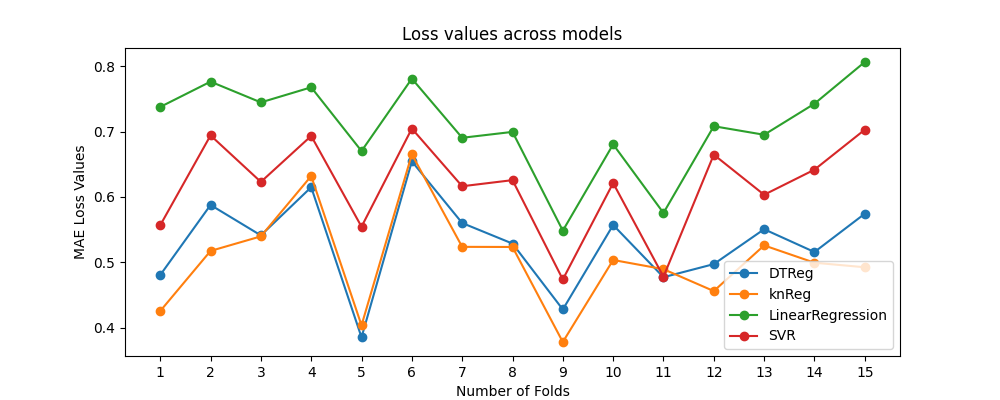 Loss values across models
MAE Loss Values
0.8
0.7
0.6
0.5
0.4
1 2 3 4 5 6 7 8 9 10 11 12 13 14 15
Number of Folds
DTReg
knReg
LinearRegression
SVR